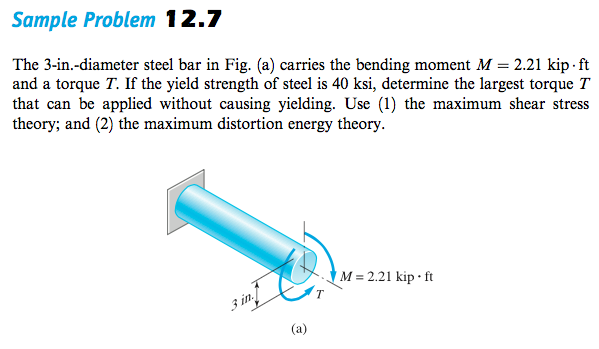 Sample Problem 12.7
The 3-in.-diameter steel bar in Fig. (a) carries the bending moment M = 2.21 kip · ft
and a torque T. If the yield strength of steel is 40 ksi, determine the largest torque T
that can be applied without causing yielding. Use (1) the maximum shear stress
theory; and (2) the maximum distortion energy theory.
M = 2.21 kip · ft
3 in.
T
(a)